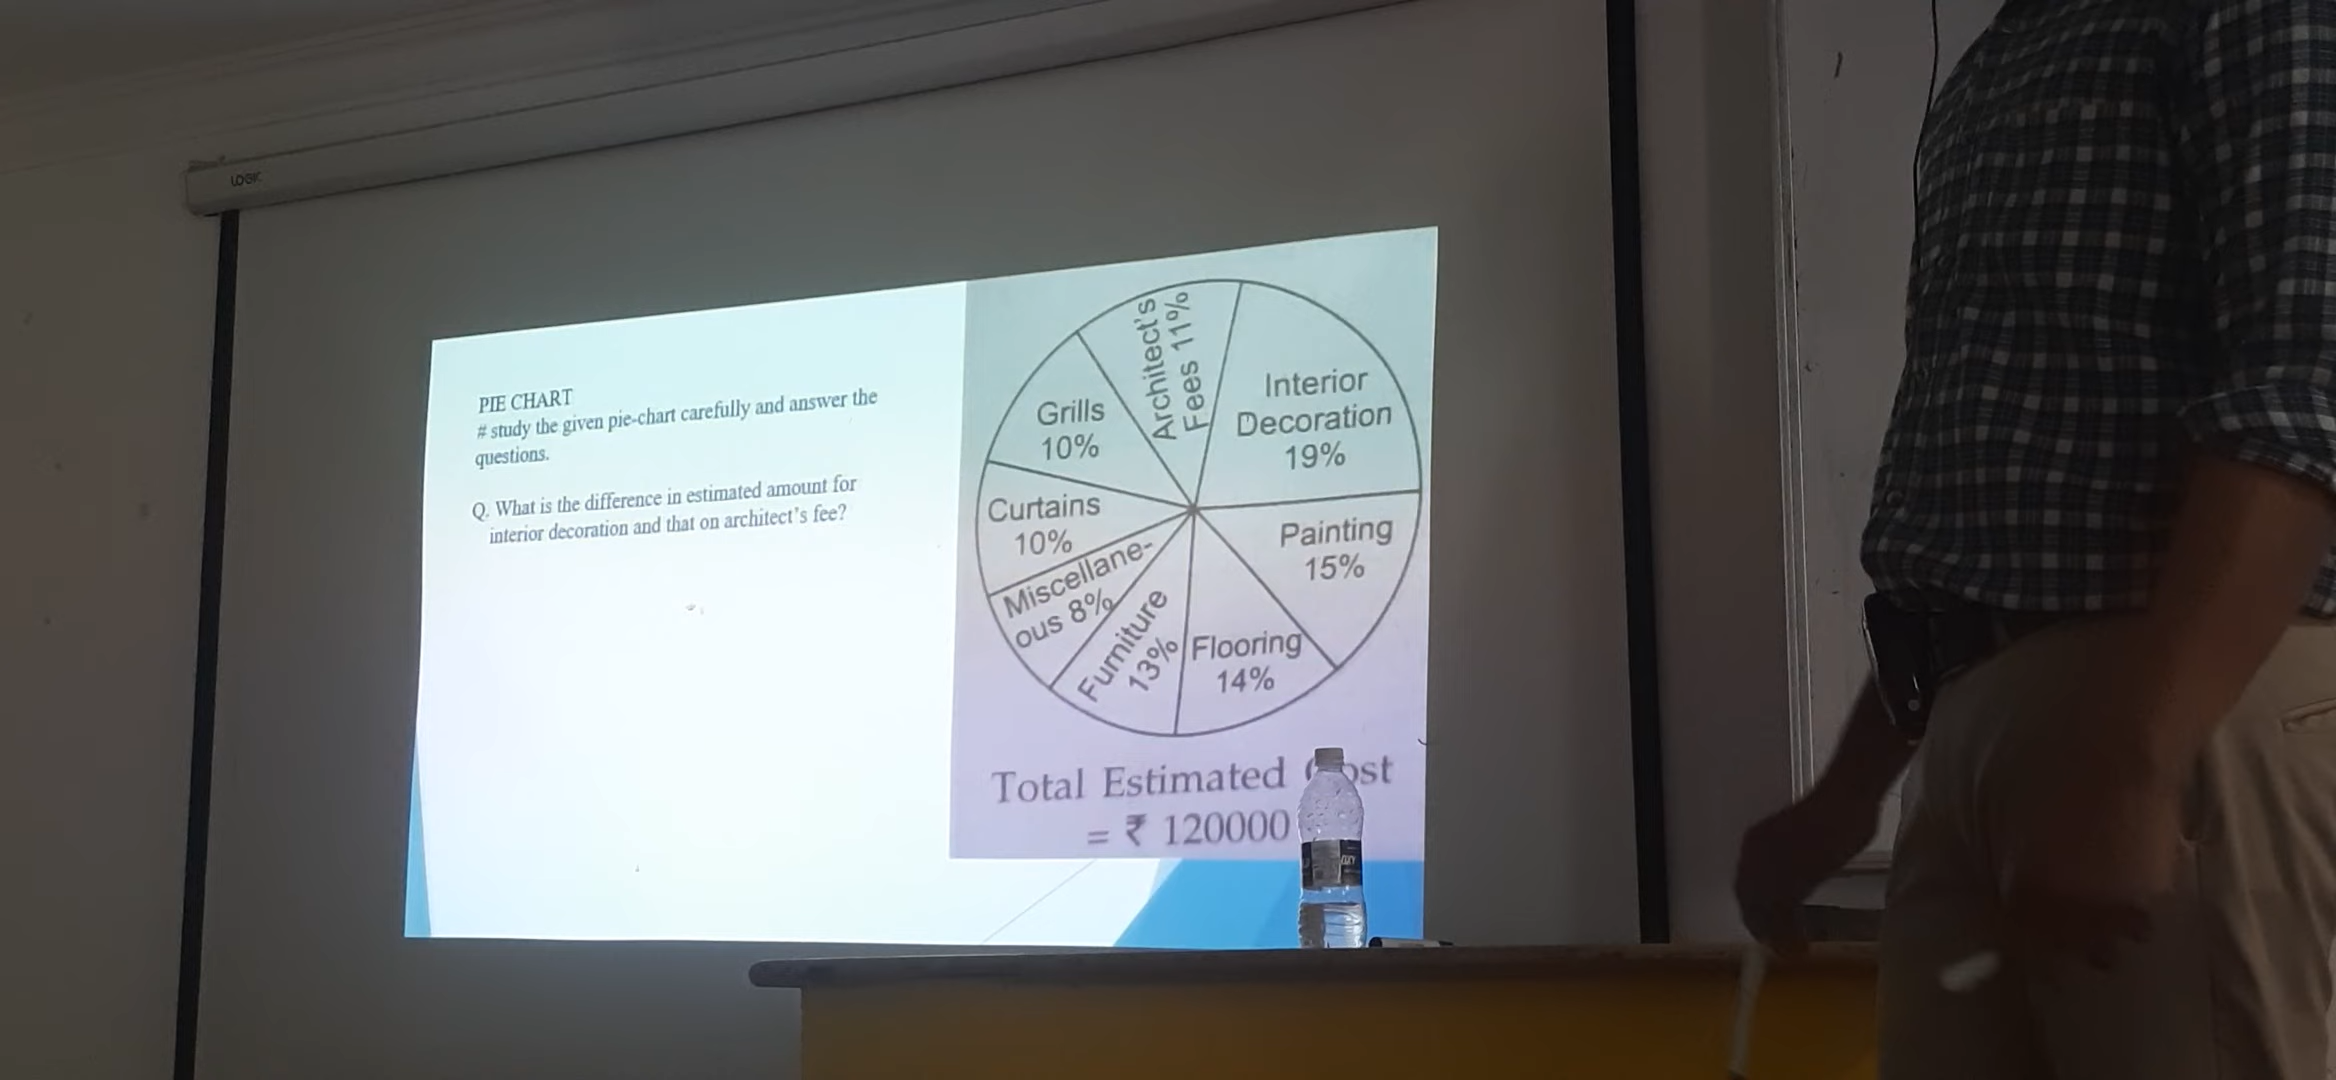 LOGIC
PIE CHART
# study the given pie-chart carefully and answer the
questions.
Q. What is the difference in estimated amount for
interior decoration and that on architect's fee?
Architect's
Fees 11%
Interior
Decoration
19%
Grills
10%
Curtains
10%
Painting
15%
Miscellane-
ous 8%
Furniture
13%
Flooring
14%
Total Estimated Cost
= ₹ 120000
OXY